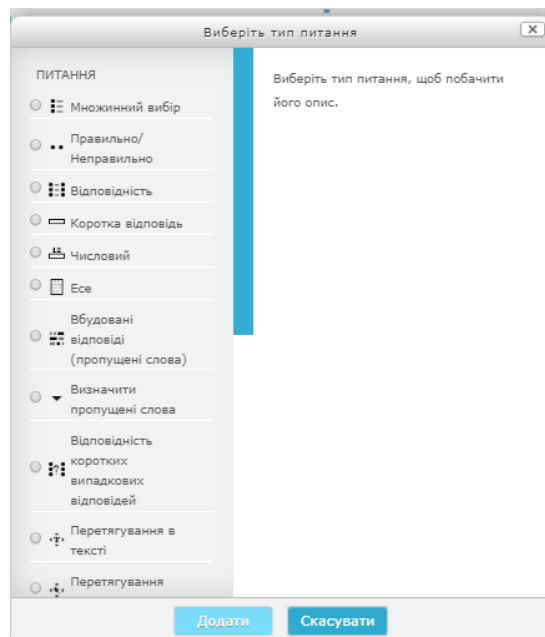 Виберіть тип питання
ПИТАННЯ
Множинний вибір
Правильно/
Неправильно
Відповідність
Коротка відповідь
12
Числовий
Есе
Вбудовані
відповіді
(пропущені слова)
Визначити
пропущені слова
Відповідність
коротких
випадкових
відповідей
Перетягування в
тексті
Перетягування
Виберіть тип питання, щоб побачити
його опис.
Додати
Скасувати